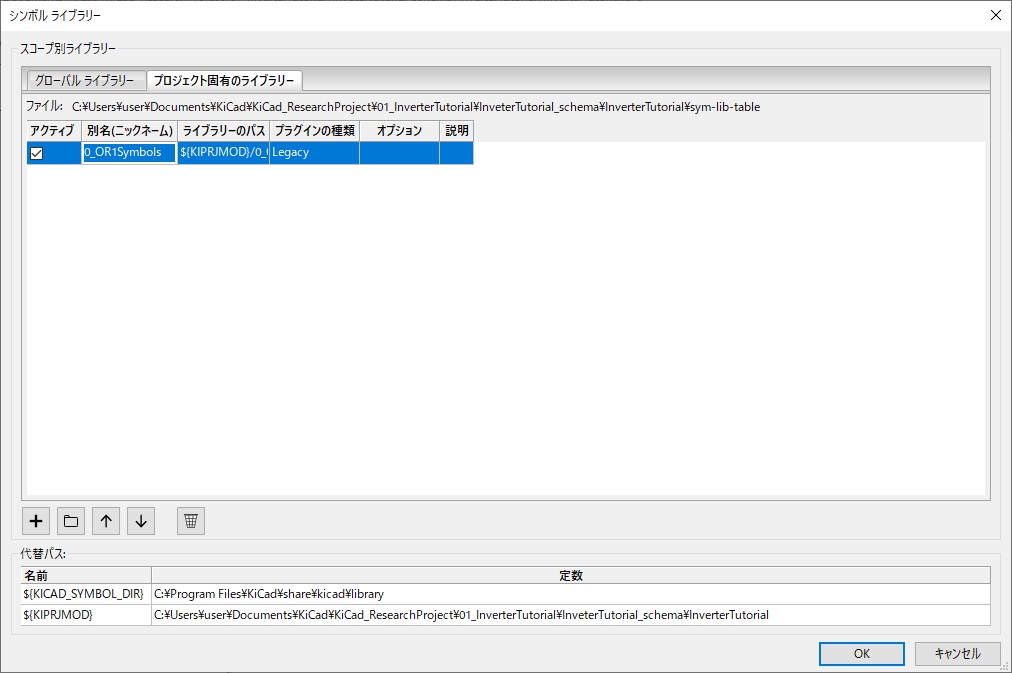 シンボル ライブラリー
スコープ別ライブラリー
グローバル ライブラリー プロジェクト固有のライブラリー
ファイル: C:¥Users¥user¥Documents¥KiCad¥KiCad_ResearchProject¥01_InverterTutorial¥InveterTutorial_schema¥InverterTutorial¥sym-lib-table
アクティブ 別名(ニックネーム) ライブラリーのパス プラグインの種類 オプション 説明
0_OR1Symbols ${KIPRJMOD}/0_ Legacy
代替パス:
名前 定数
${KICAD_SYMBOL_DIR} C:¥Program Files¥KiCad¥share¥kicad¥library
${KIPRJMOD} C:¥Users¥user¥Documents¥KiCad¥KiCad_ResearchProject¥01_InverterTutorial¥InveterTutorial_schema¥InverterTutorial
OK キャンセル